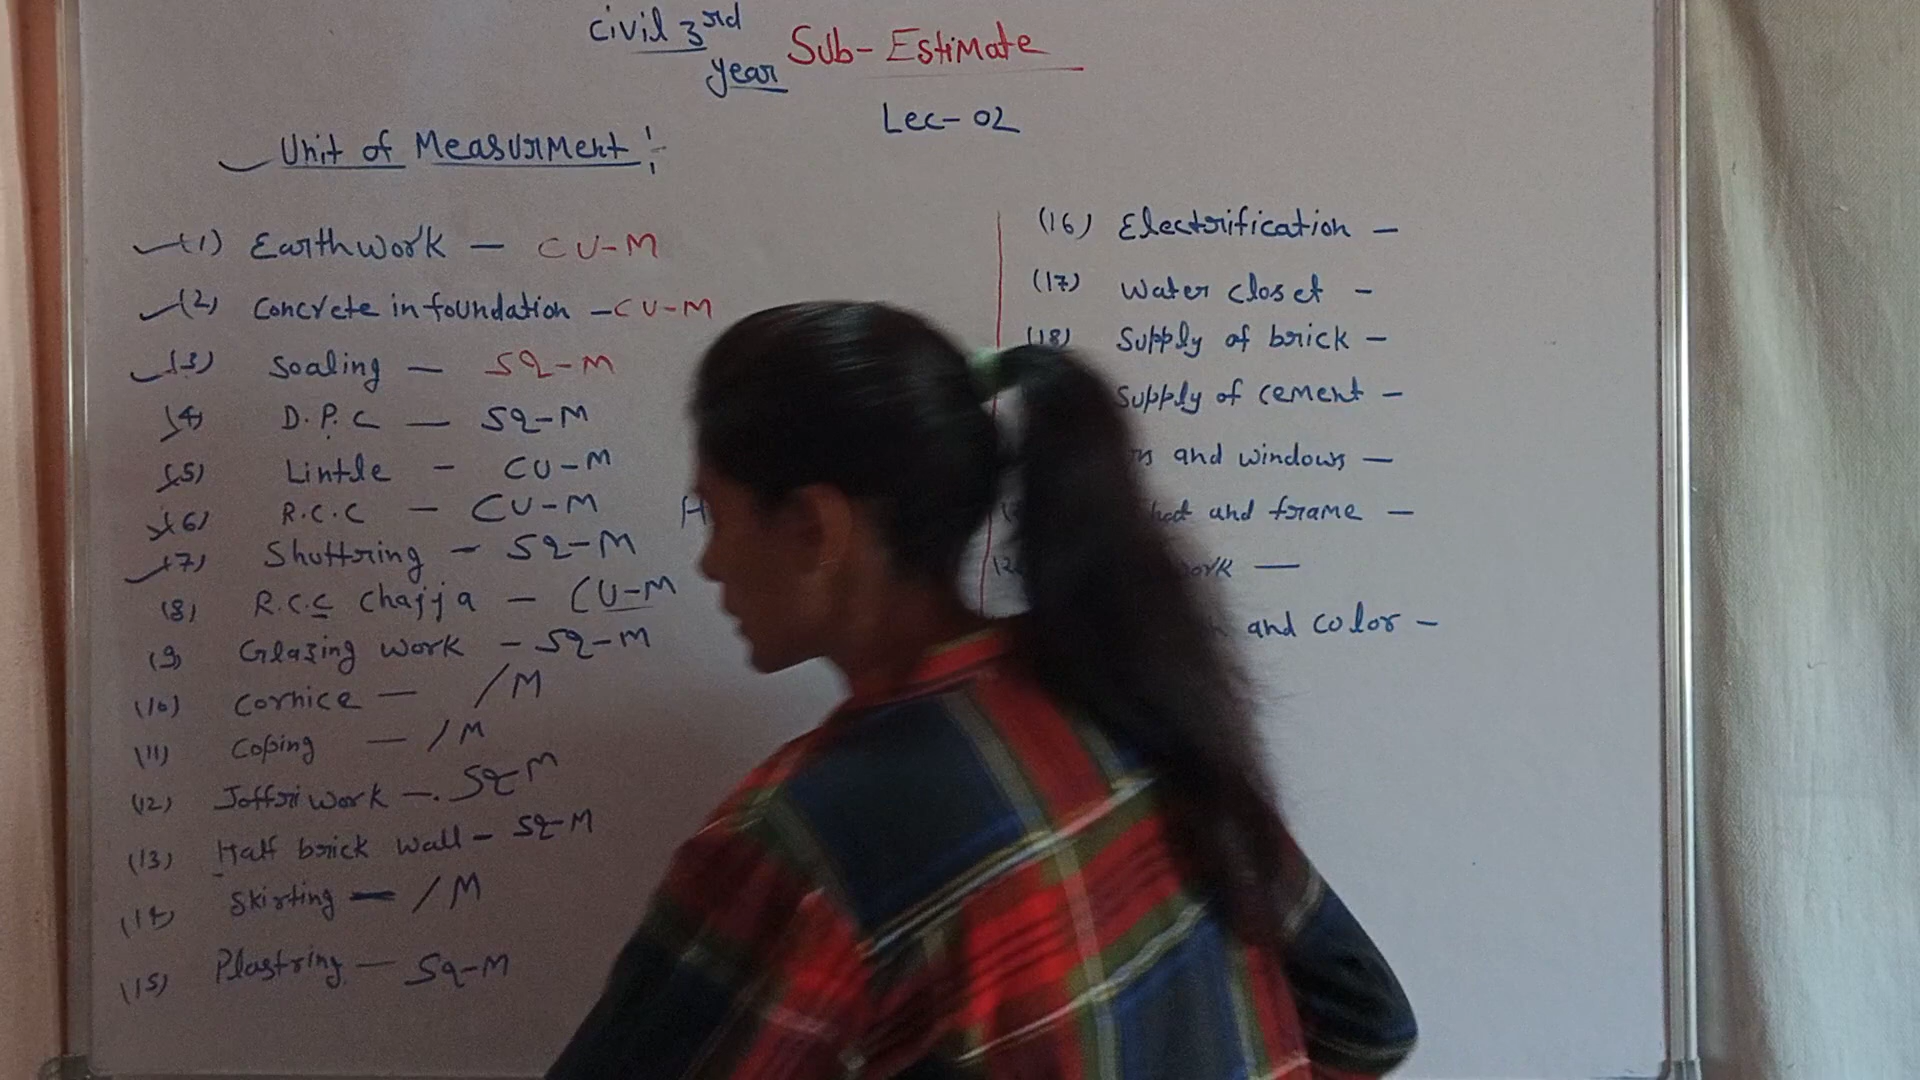 Civil 3rd year
Sub-Estimate
Lec-02
Unit of Measurment :
(1) Earthwork - CU-M
(2) Concrete in foundation - CU-M
(3) Soaling - SQ-M
(4) D.P.C - SQ-M
(5) Lintle - CU-M
(6) R.C.C - CU-M
(7) Shuttring - SQ-M
(8) R.C.C Chajja - CU-M
(9) Glazing work - SQ-M
(10) Cornice - /M
(11) Coping - /M
(12) Joffri work - SQ M
(13) Half brick wall - SQ-M
(14) Skirting - /M
(15) Plastring - SQ-M
(16) Electrification -
(17) Water closet -
(18) Supply of brick -
Supply of cement -
and windows -
and frame -
and color -